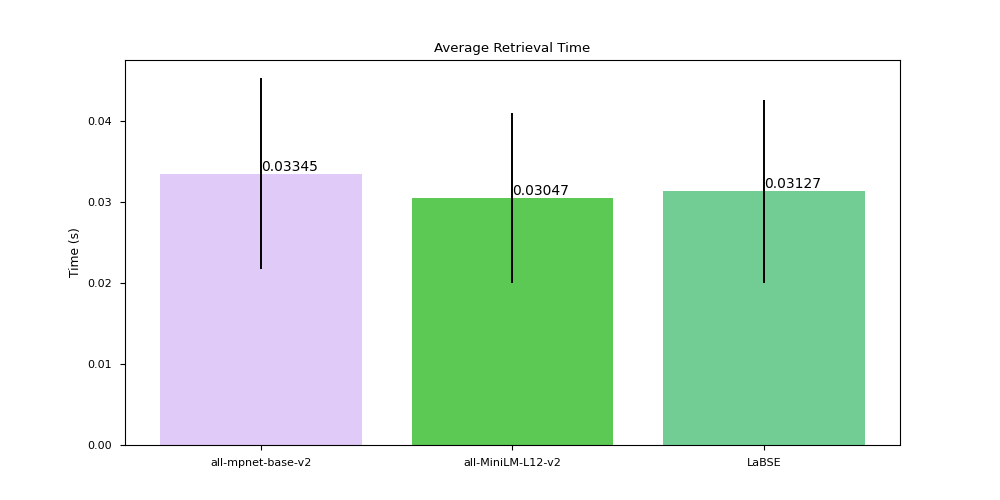 Average Retrieval Time
Time (s)
0.04
0.03
0.02
0.01
0.00
0.03345
0.03047
0.03127
all-mpnet-base-v2
all-MiniLM-L12-v2
LaBSE